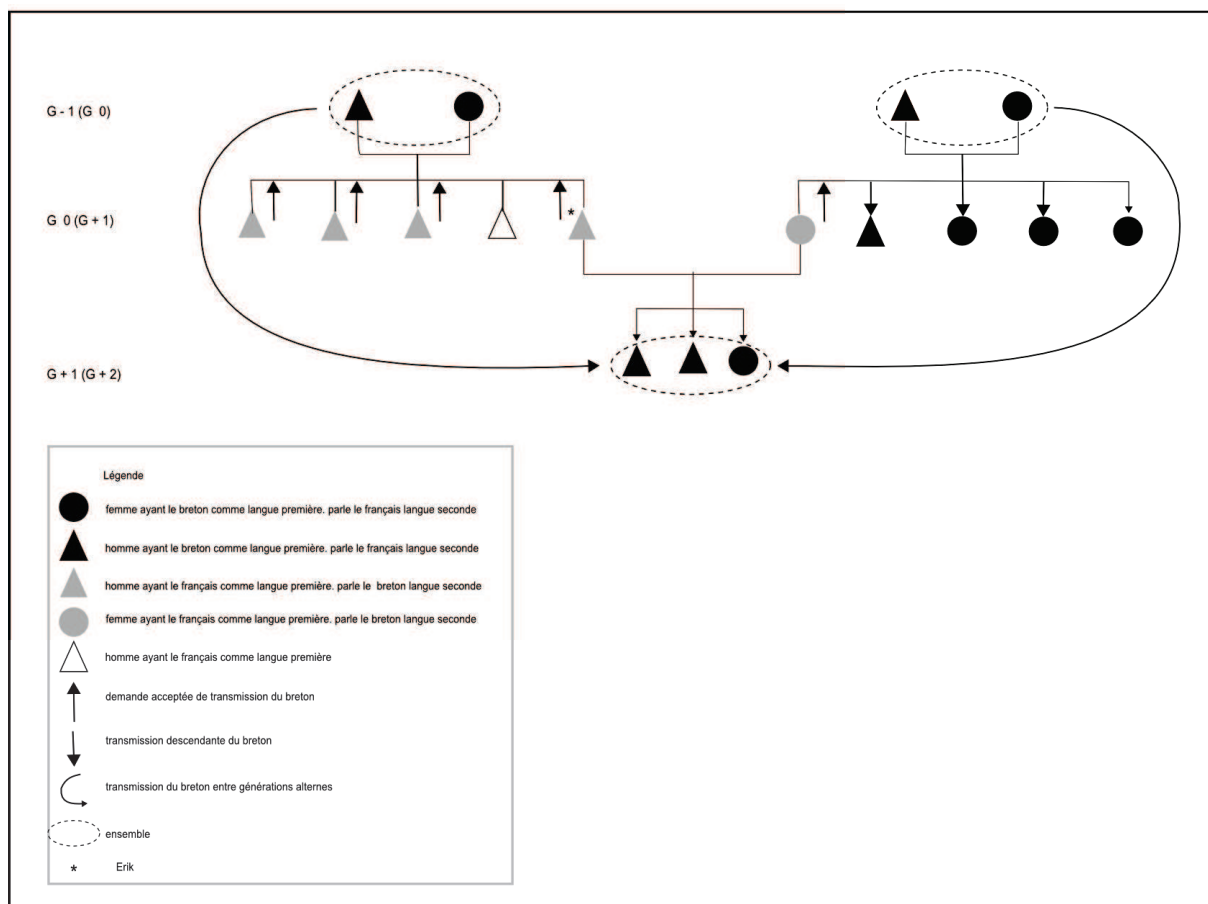 G - 1 (G 0)
G 0 (G + 1)
*
G + 1 (G + 2)
Légende
femme ayant le breton comme langue première. parle le français langue seconde
homme ayant le breton comme langue première. parle le français langue seconde
homme ayant le français comme langue première. parle le breton langue seconde
femme ayant le français comme langue première. parle le breton langue seconde
homme ayant le français comme langue première
demande acceptée de transmission du breton
transmission descendante du breton
transmission du breton entre générations alternes
ensemble
* Erik